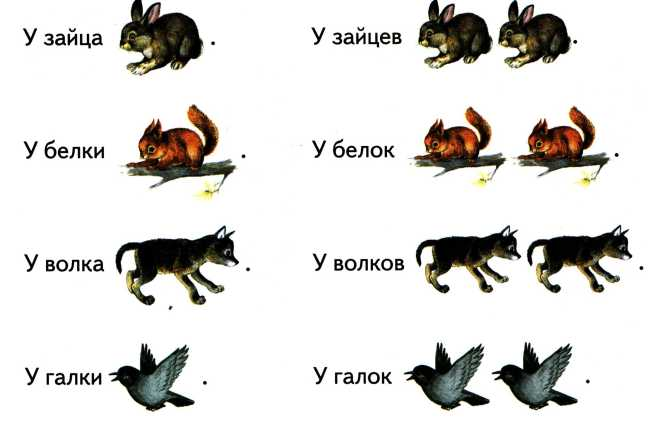 У зайца . У зайцев .
У белки . У белок .
У волка . У волков .
У галки . У галок .